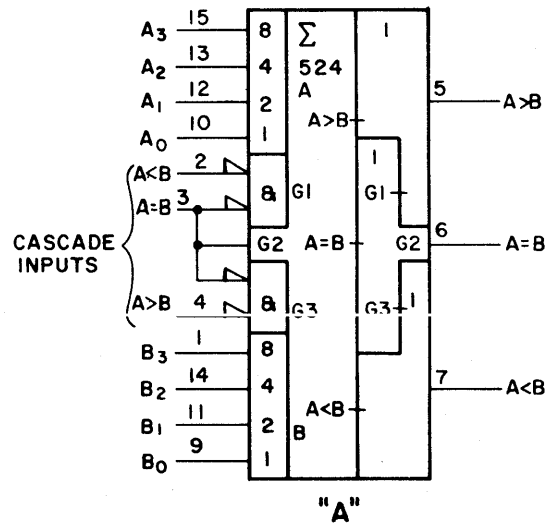 15 8 Σ 1
A3
13 4 524
A2
A
12 2 5 A>B
A1
A>B
10 1
A0
1
A<B 2
& G1 G1
A=B 3
6
CASCADE G2 A=B G2 A=B
INPUTS
1
A>B 4 & G3 G3
1 8
B3
14 4 7 A<B
B2
A<B
11 2 B
B1
9 1
B0
"A"